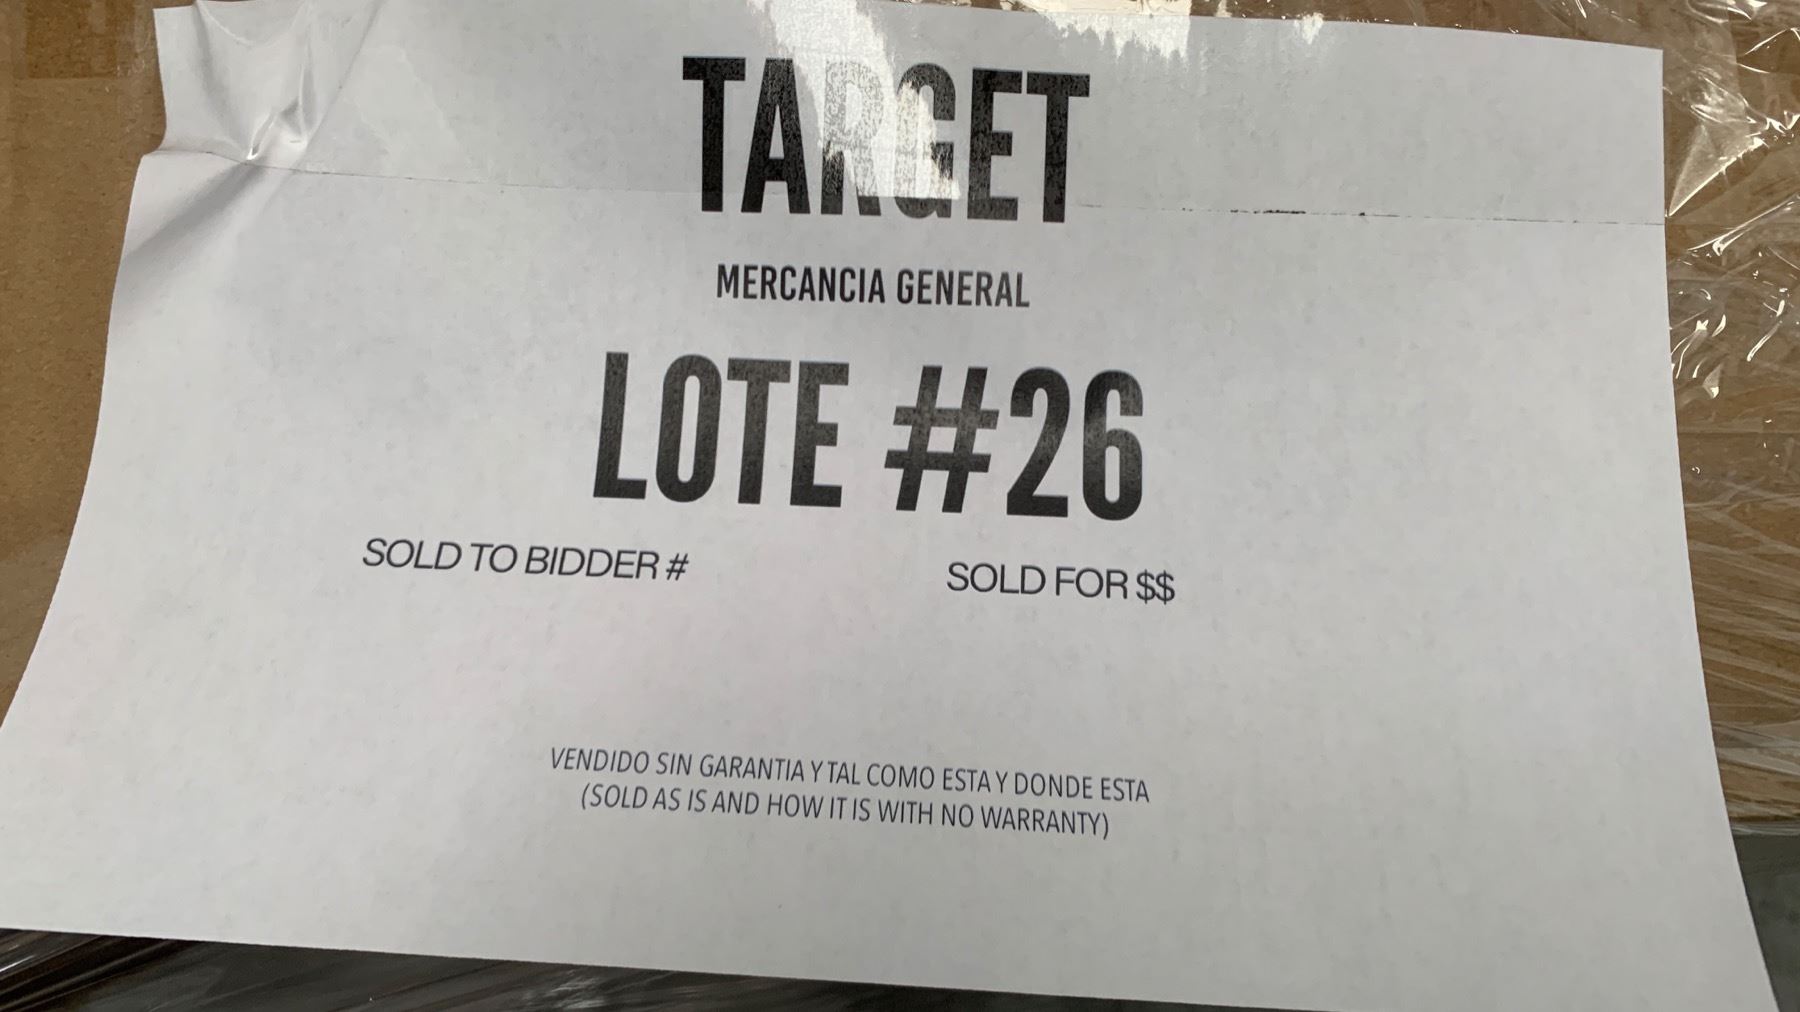 TARGET
MERCANCIA GENERAL
LOTE #26
SOLD TO BIDDER # SOLD FOR $$
VENDIDO SIN GARANTIA Y TAL COMO ESTA Y DONDE ESTA
(SOLD AS IS AND HOW IT IS WITH NO WARRANTY)